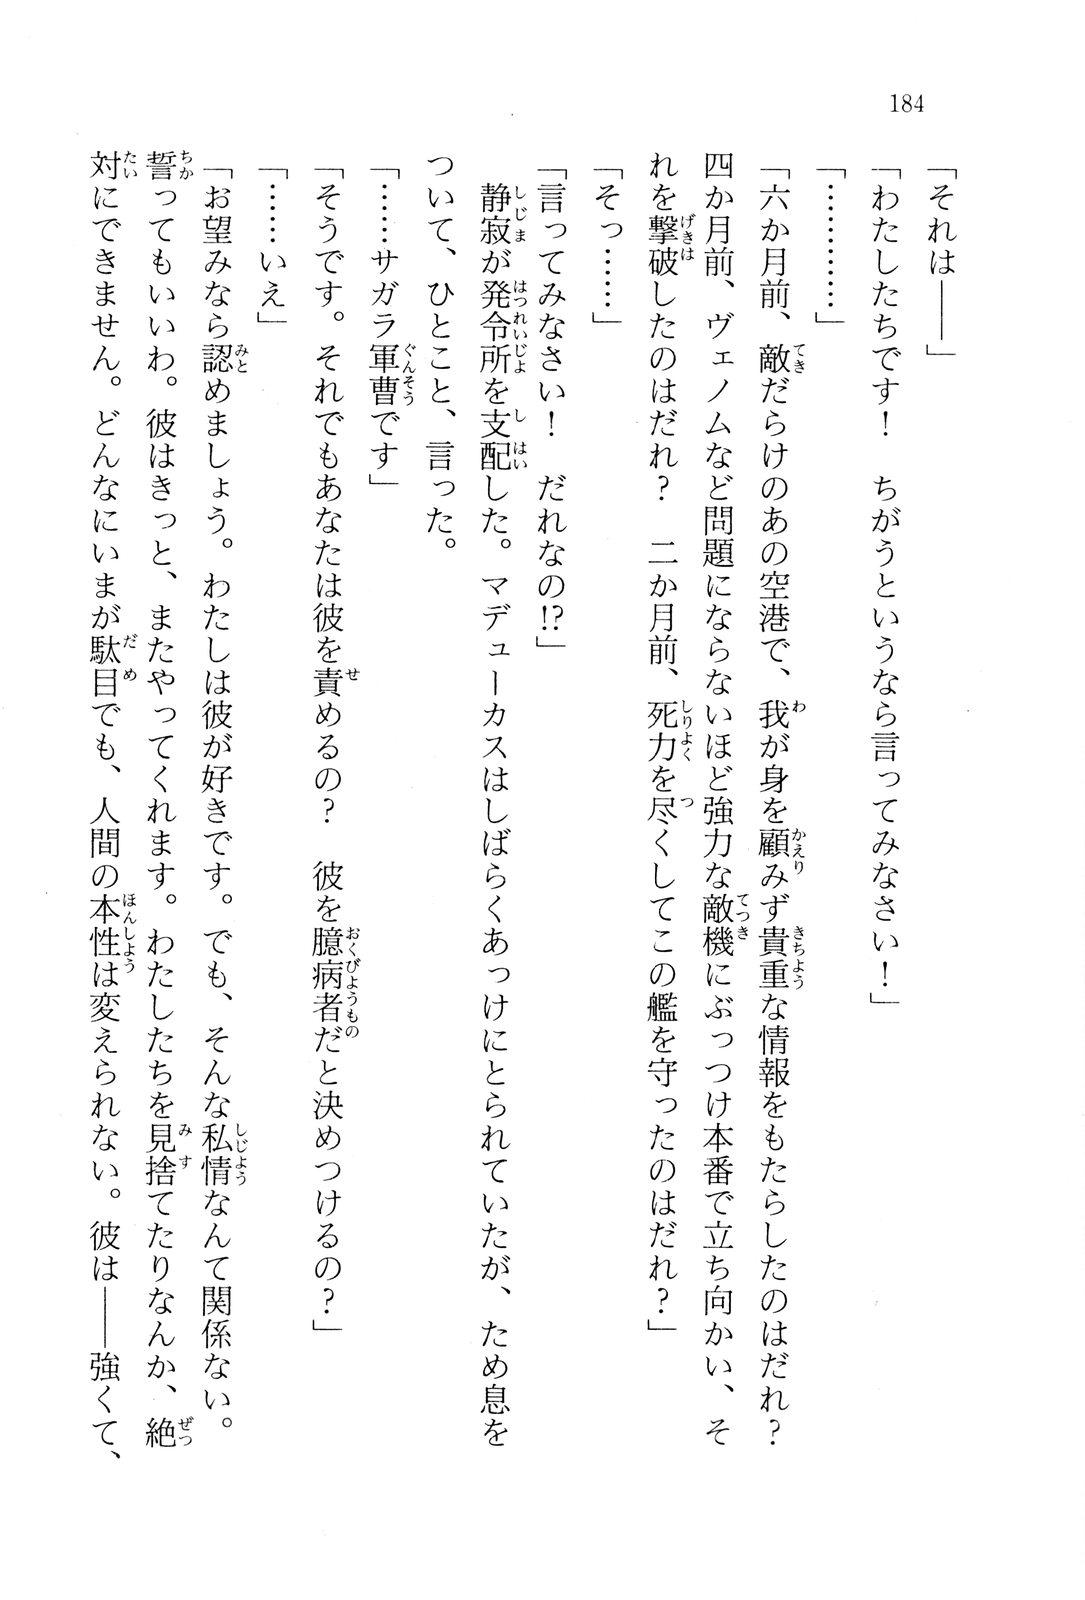 184
「それは――」
「わたしたちです！　ちがうというなら言ってみなさい！」
「…………」
「六か月前、敵だらけのあの空港で、我が身を顧みず貴重な情報をもたらしたのはだれ？
四か月前、ヴェノムなど問題にならないほど強力な敵機にぶっつけ本番で立ち向かい、そ
れを撃破したのはだれ？　二か月前、死力を尽くしてこの艦を守ったのはだれ？」
「そっ……」
「言ってみなさい！　だれなの!?」
　静寂が発令所を支配した。マデューカスはしばらくあっけにとられていたが、ため息を
ついて、ひとこと、言った。
「……サガラ軍曹です」
「そうです。それでもあなたは彼を責めるの？　彼を臆病者だと決めつけるの？」
「……いえ」
「お望みなら認めましょう。わたしは彼が好きです。でも、そんな私情なんて関係ない。
誓ってもいいわ。彼はきっと、またやってくれます。わたしたちを見捨てたりなんか、絶
対にできません。どんなにいまが駄目でも、人間の本性は変えられない。彼は――強くて、